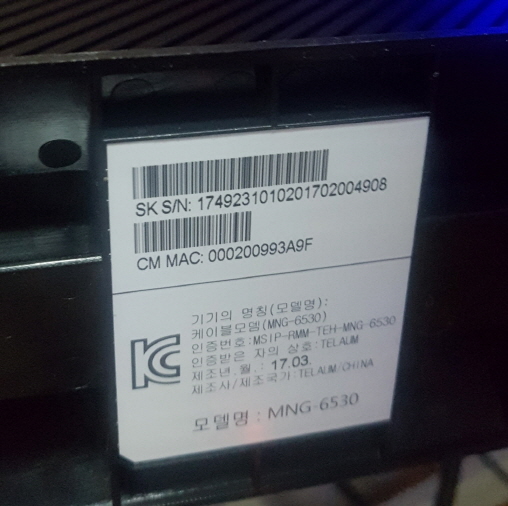 SK S/N: 1749231010201702004908
CM MAC: 000200993A9F
기기의 명칭(모델명):
케이블모뎀(MNG-6530)
인증번호:MSIP-RMM-TEH-MNG-6530
인증받은 자의 상호:TELAUM
제조년.월.: 17.03.
제조사/제조국가:TELAUM/CHINA
모델명 : MNG-6530